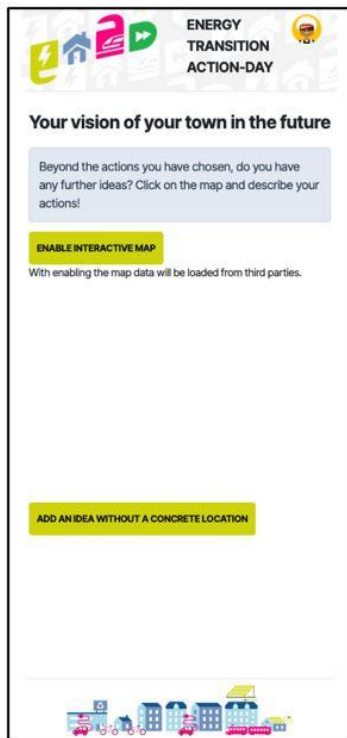 ENERGY
TRANSITION
ACTION-DAY
Your vision of your town in the future
Beyond the actions you have chosen, do you have
any further ideas? Click on the map and describe your
actions!
ENABLE INTERACTIVE MAP
With enabling the map data will be loaded from third parties.
ADD AN IDEA WITHOUT A CONCRETE LOCATION